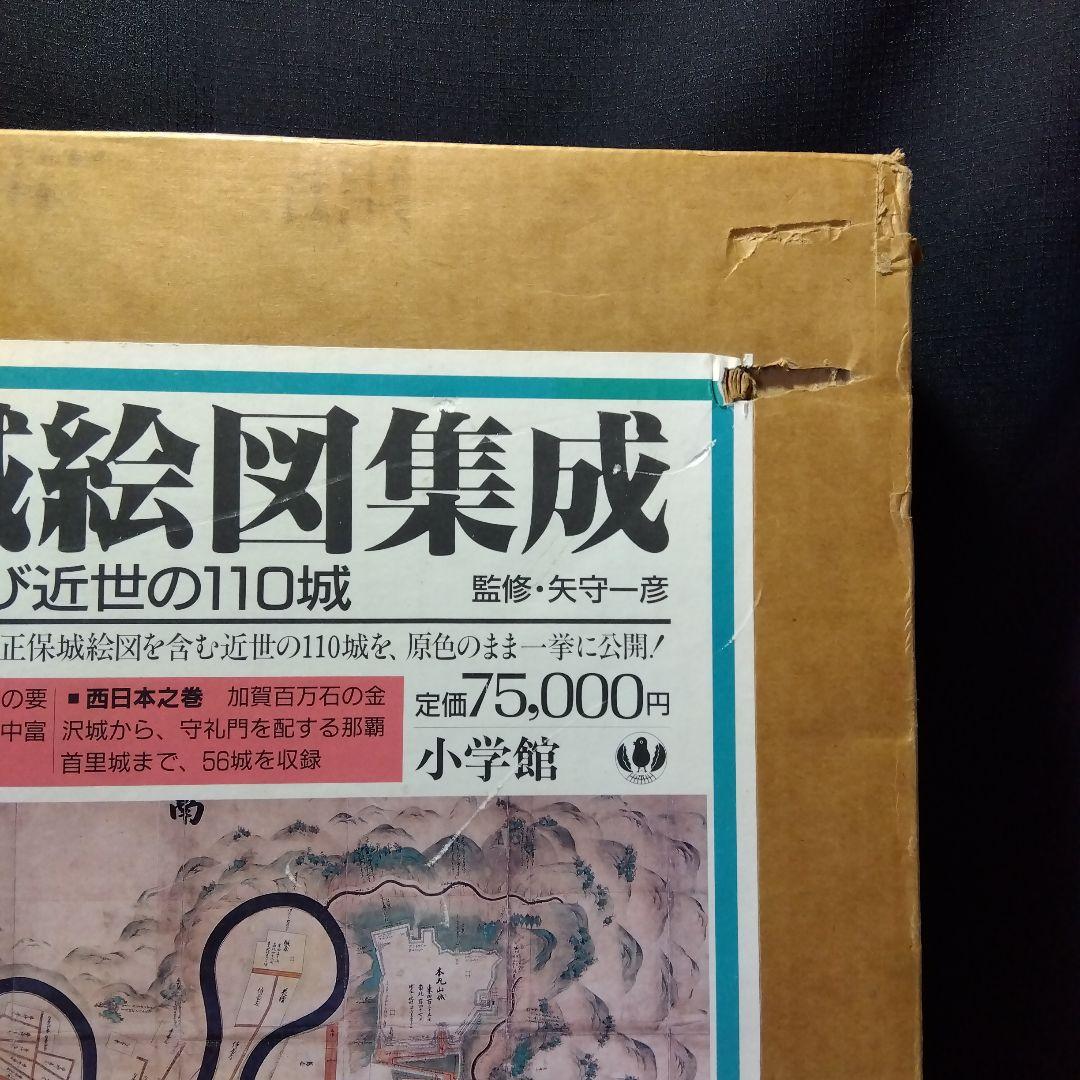 城絵図集成
び近世の110城
監修・矢守一彦
正保城絵図を含む近世の110城を、原色のまま一挙に公開!
の要
中富
■西日本之巻 加賀百万石の金
沢城から、守礼門を配する那覇
首里城まで、56城を収録
定価75,000円
小学館
南
本丸山城